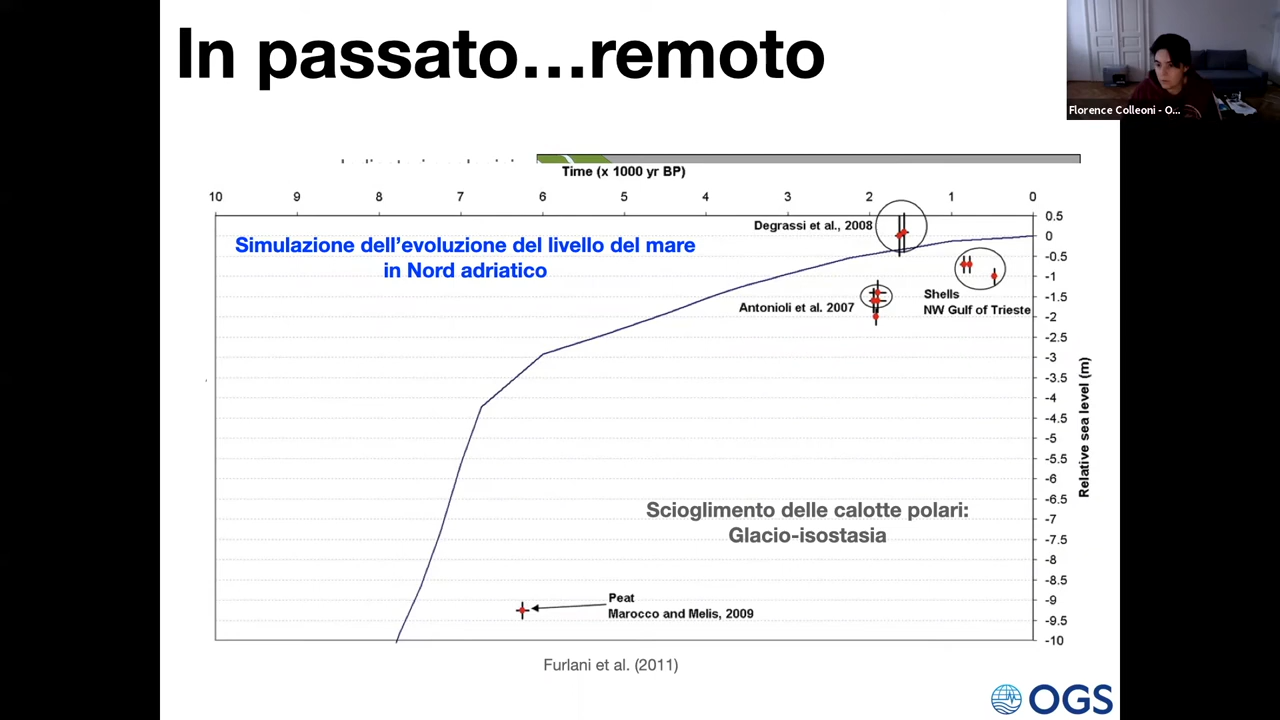 In passato...remoto
Florence Colleoni - O...
Time (x 1000 yr BP)
10 9 8 7 6 5 4 3 2 1 0
Simulazione dell'evoluzione del livello del mare
in Nord adriatico
Degrassi et al., 2008
Antonioli et al. 2007
Shells
NW Gulf of Trieste
0.5
0
-0.5
-1
-1.5
-2
-2.5
-3
-3.5
-4
-4.5
-5
-5.5
-6
-6.5
-7
-7.5
-8
-8.5
-9
-9.5
-10
Relative sea level (m)
Scioglimento delle calotte polari:
Glacio-isostasia
Peat
Marocco and Melis, 2009
Furlani et al. (2011)
OGS